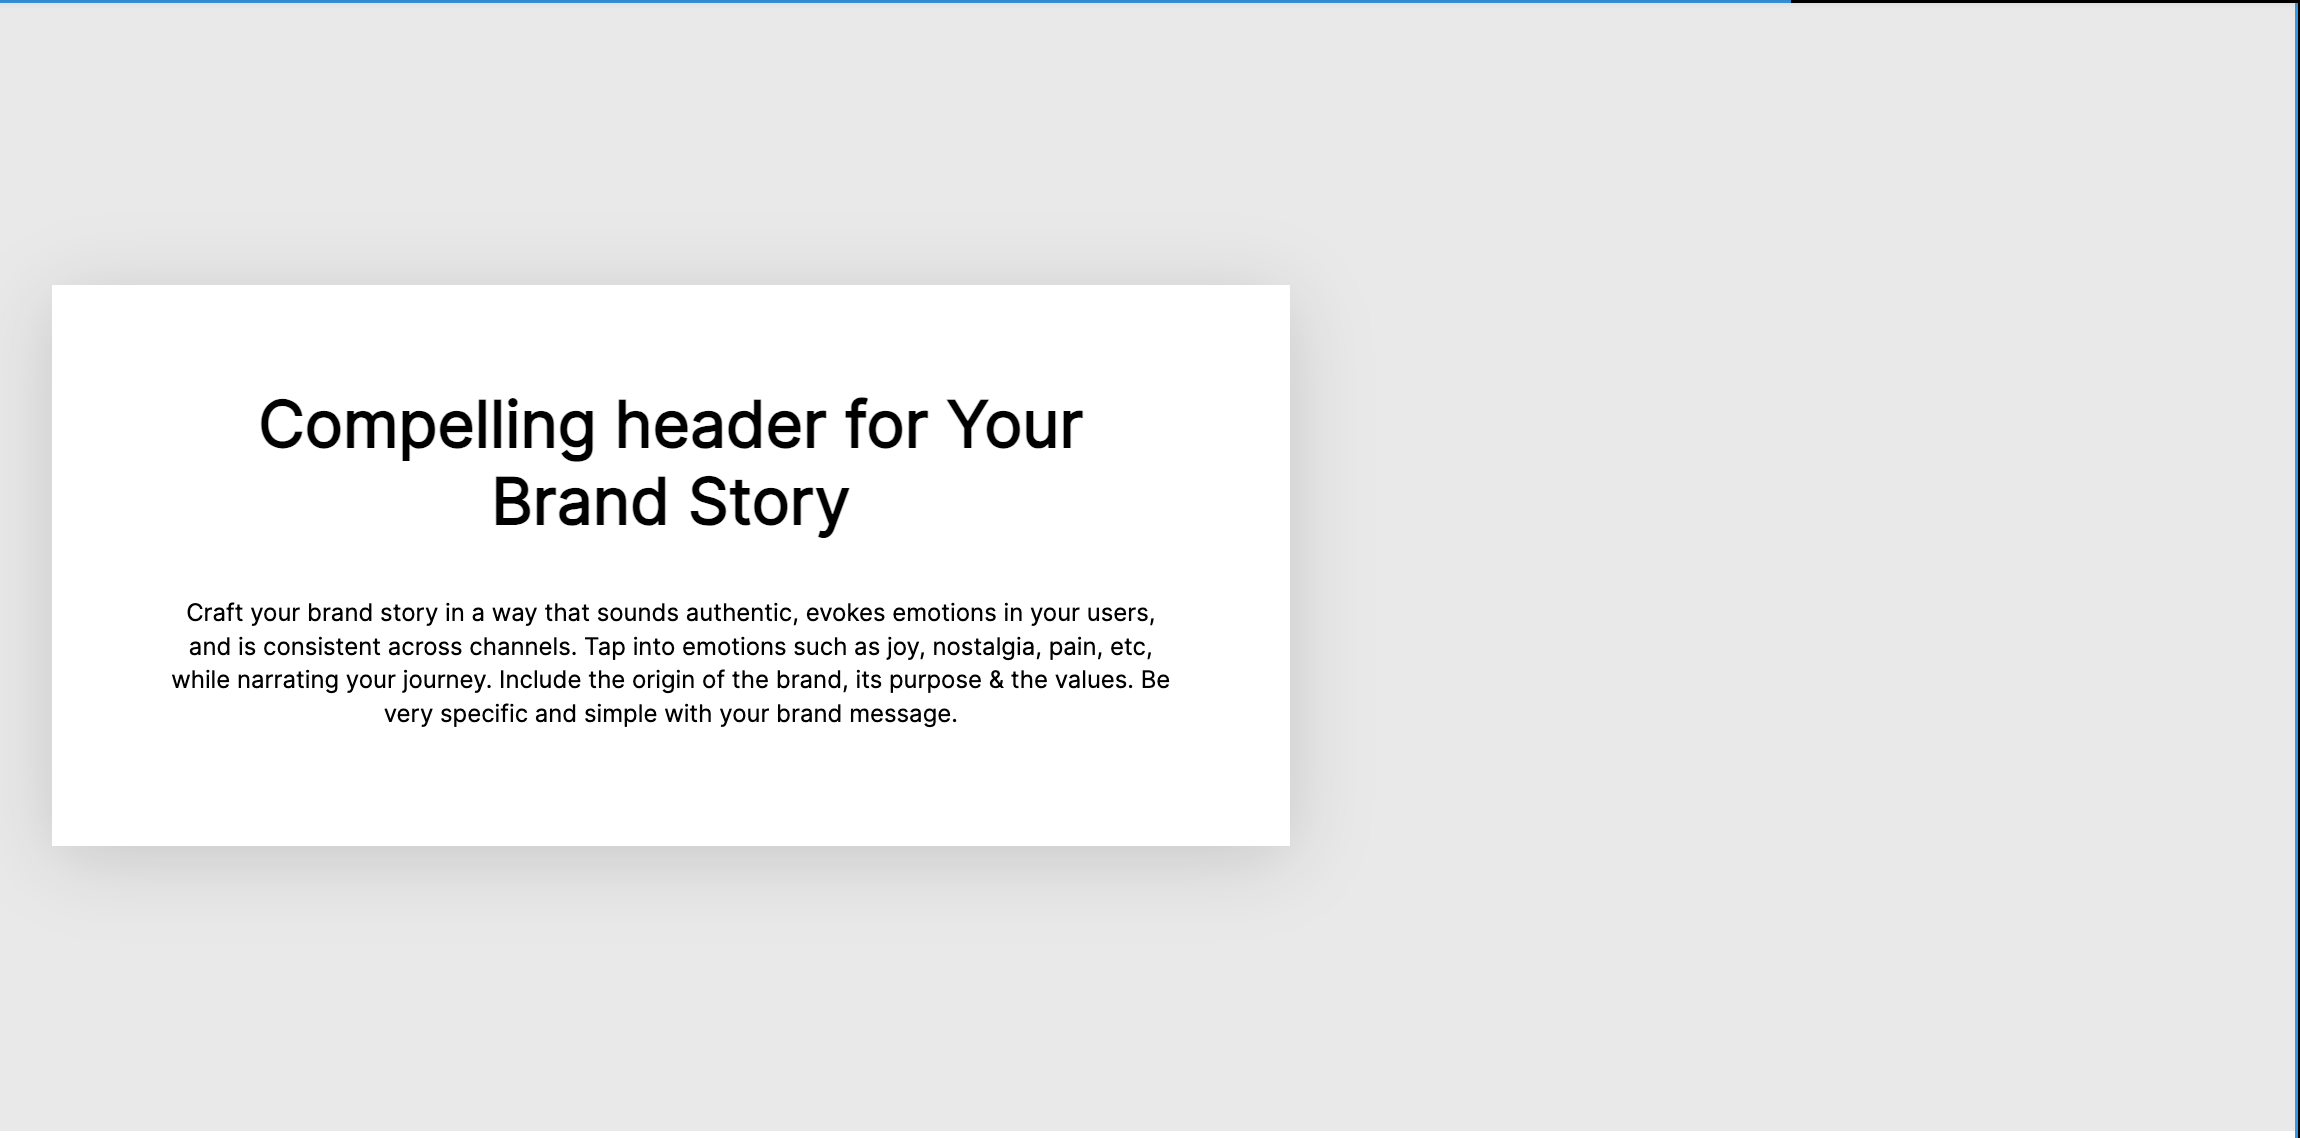 Compelling header for Your
Brand Story
Craft your brand story in a way that sounds authentic, evokes emotions in your users,
and is consistent across channels. Tap into emotions such as joy, nostalgia, pain, etc,
while narrating your journey. Include the origin of the brand, its purpose & the values. Be
very specific and simple with your brand message.